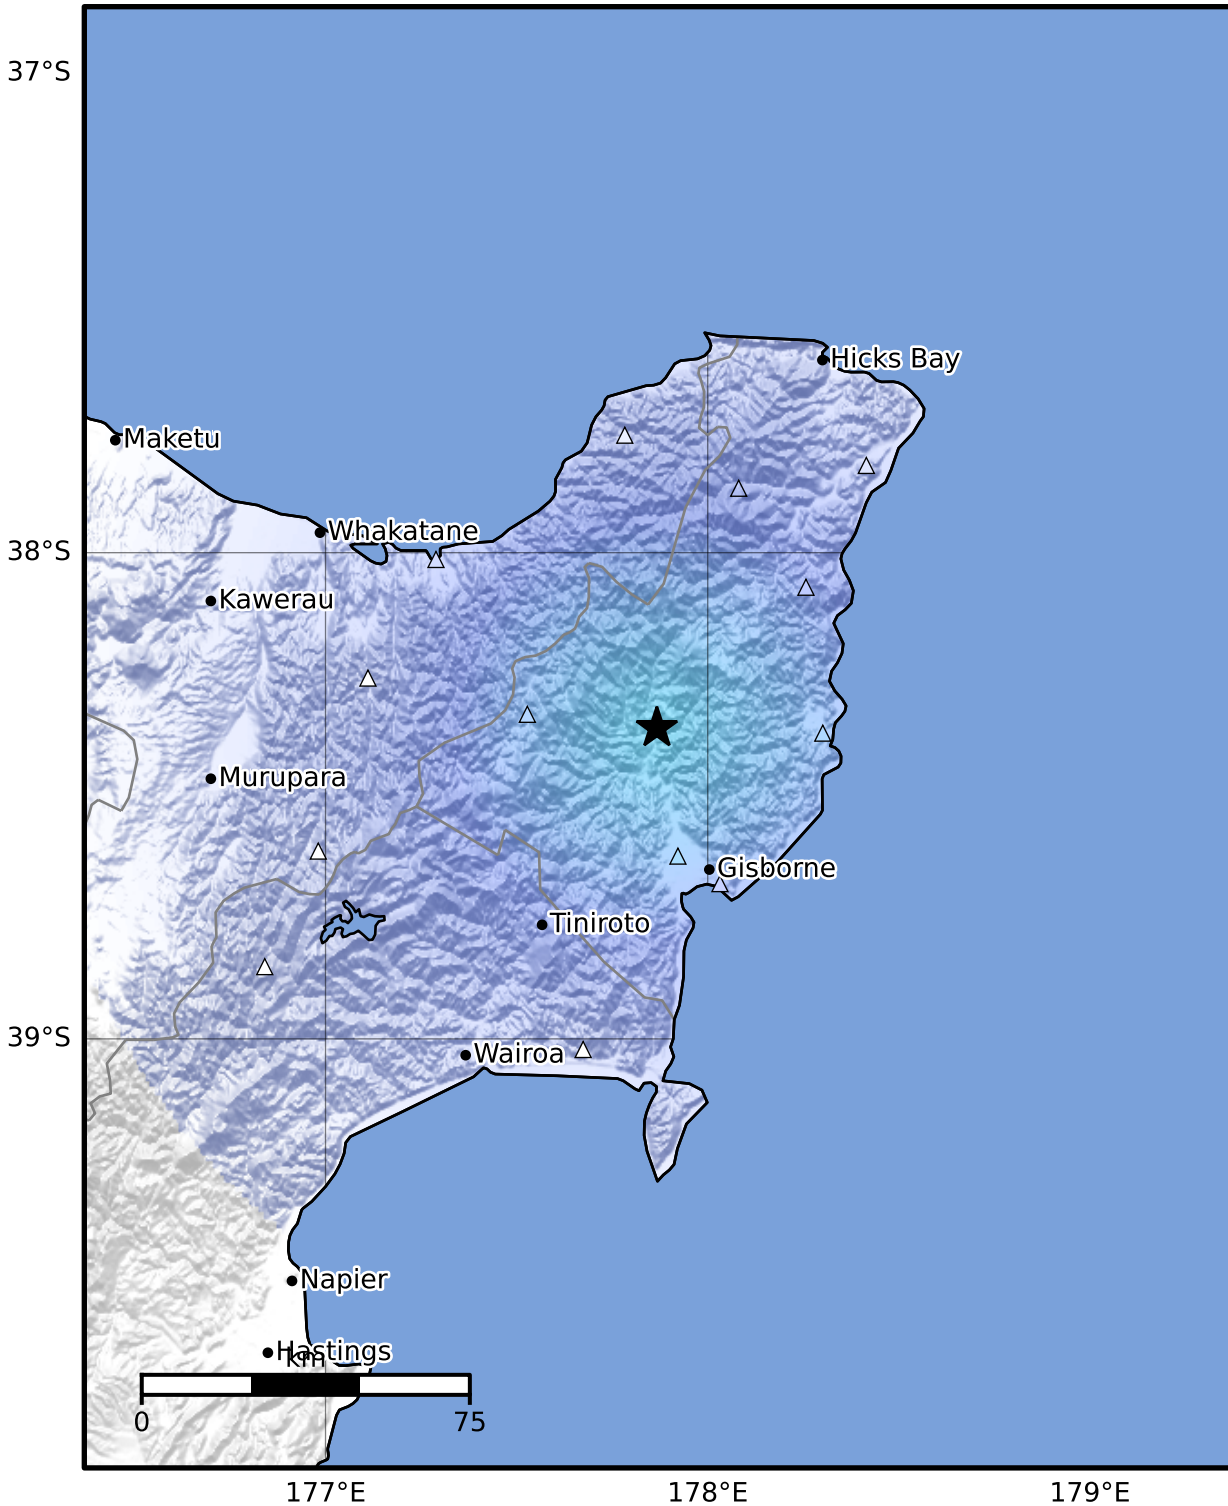 37°S
Hicks Bay
Maketu
Whakatane
38°S
Kawerau
Murupara
Gisborne
Tiniroto
39°S
Wairoa
Napier
Hastings
km
0
75
177°E
178°E
179°E